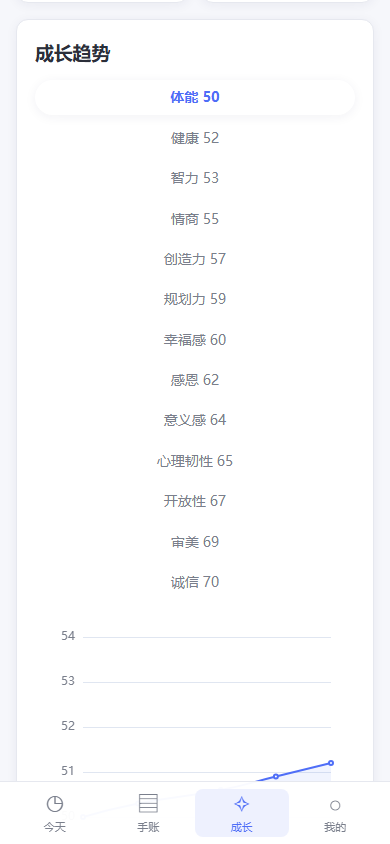 成长趋势
体能 50
健康 52
智力 53
情商 55
创造力 57
规划力 59
幸福感 60
感恩 62
意义感 64
心理韧性 65
开放性 67
审美 69
诚信 70
54
53
52
51
今天
手账
成长
我的